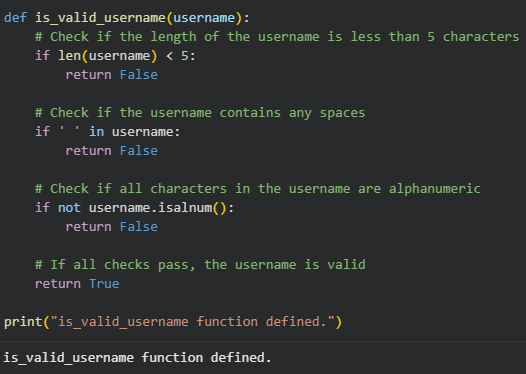 def is_valid_username(username):
    # Check if the length of the username is less than 5 characters
    if len(username) < 5:
        return False

    # Check if the username contains any spaces
    if ' ' in username:
        return False

    # Check if all characters in the username are alphanumeric
    if not username.isalnum():
        return False

    # If all checks pass, the username is valid
    return True

print("is_valid_username function defined.")
is_valid_username function defined.